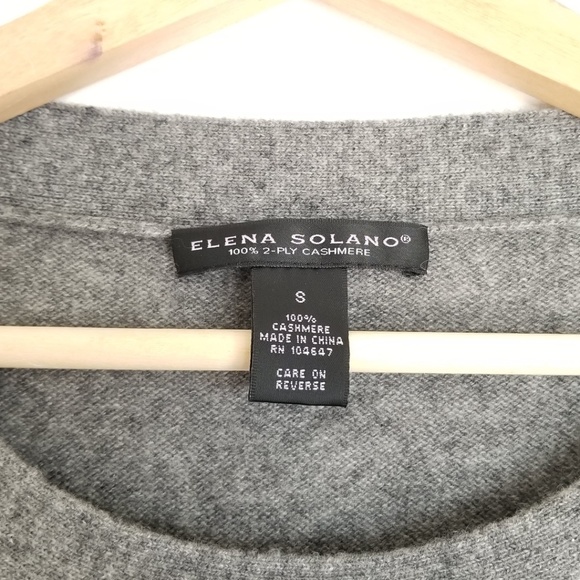 ELENA SOLANO®
100% 2-PLY CASHMERE
S
100%
CASHMERE
MADE IN CHINA
RN 104647
CARE ON
REVERSE